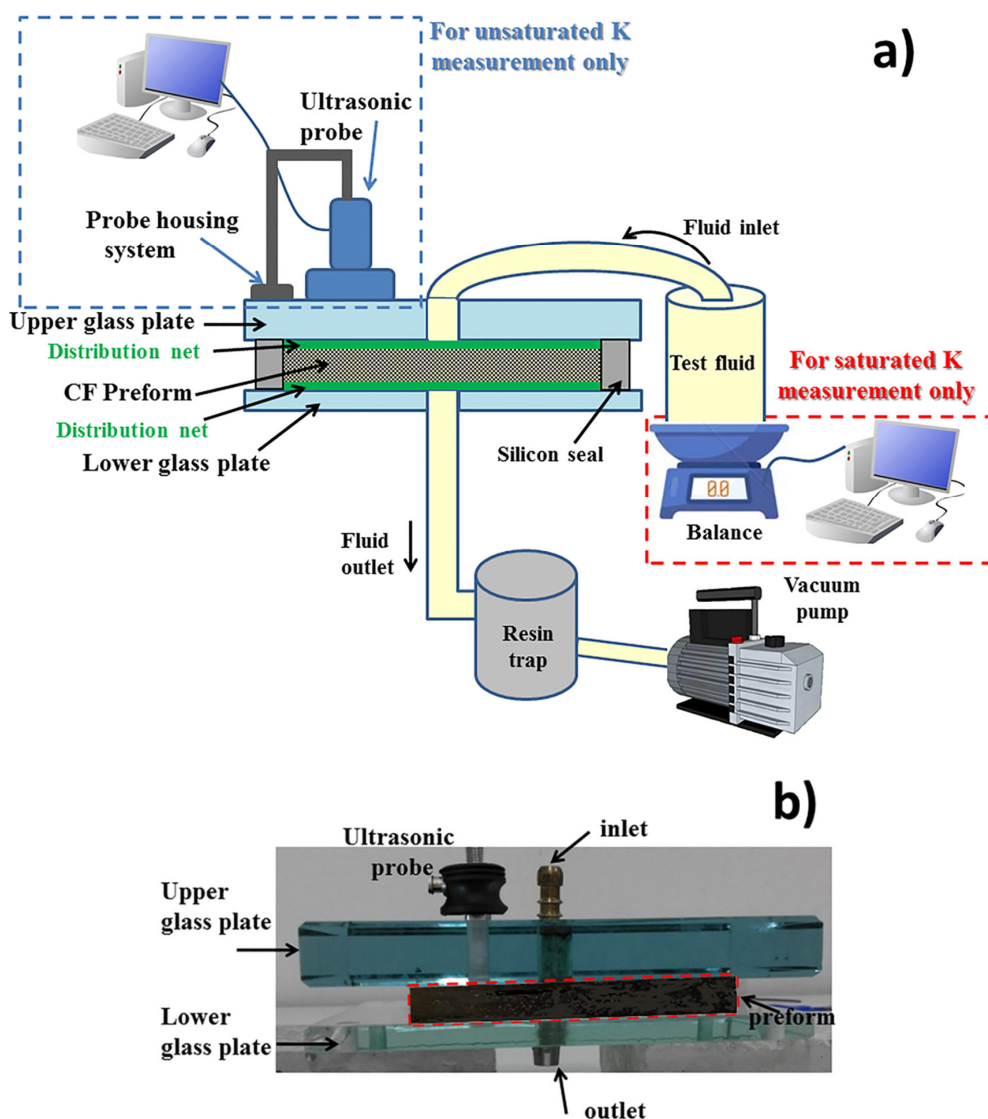 For unsaturated K
measurement only
a)
Ultrasonic
probe
Probe housing
system
Fluid inlet
Upper glass plate
Distribution net
CF Preform
Distribution net
Lower glass plate
Test fluid
For saturated K
measurement only
Silicon seal
0.0
Balance
Fluid
outlet
Vacuum
pump
Resin
trap
b)
Ultrasonic
probe
inlet
Upper
glass plate
Lower
glass plate
preform
outlet